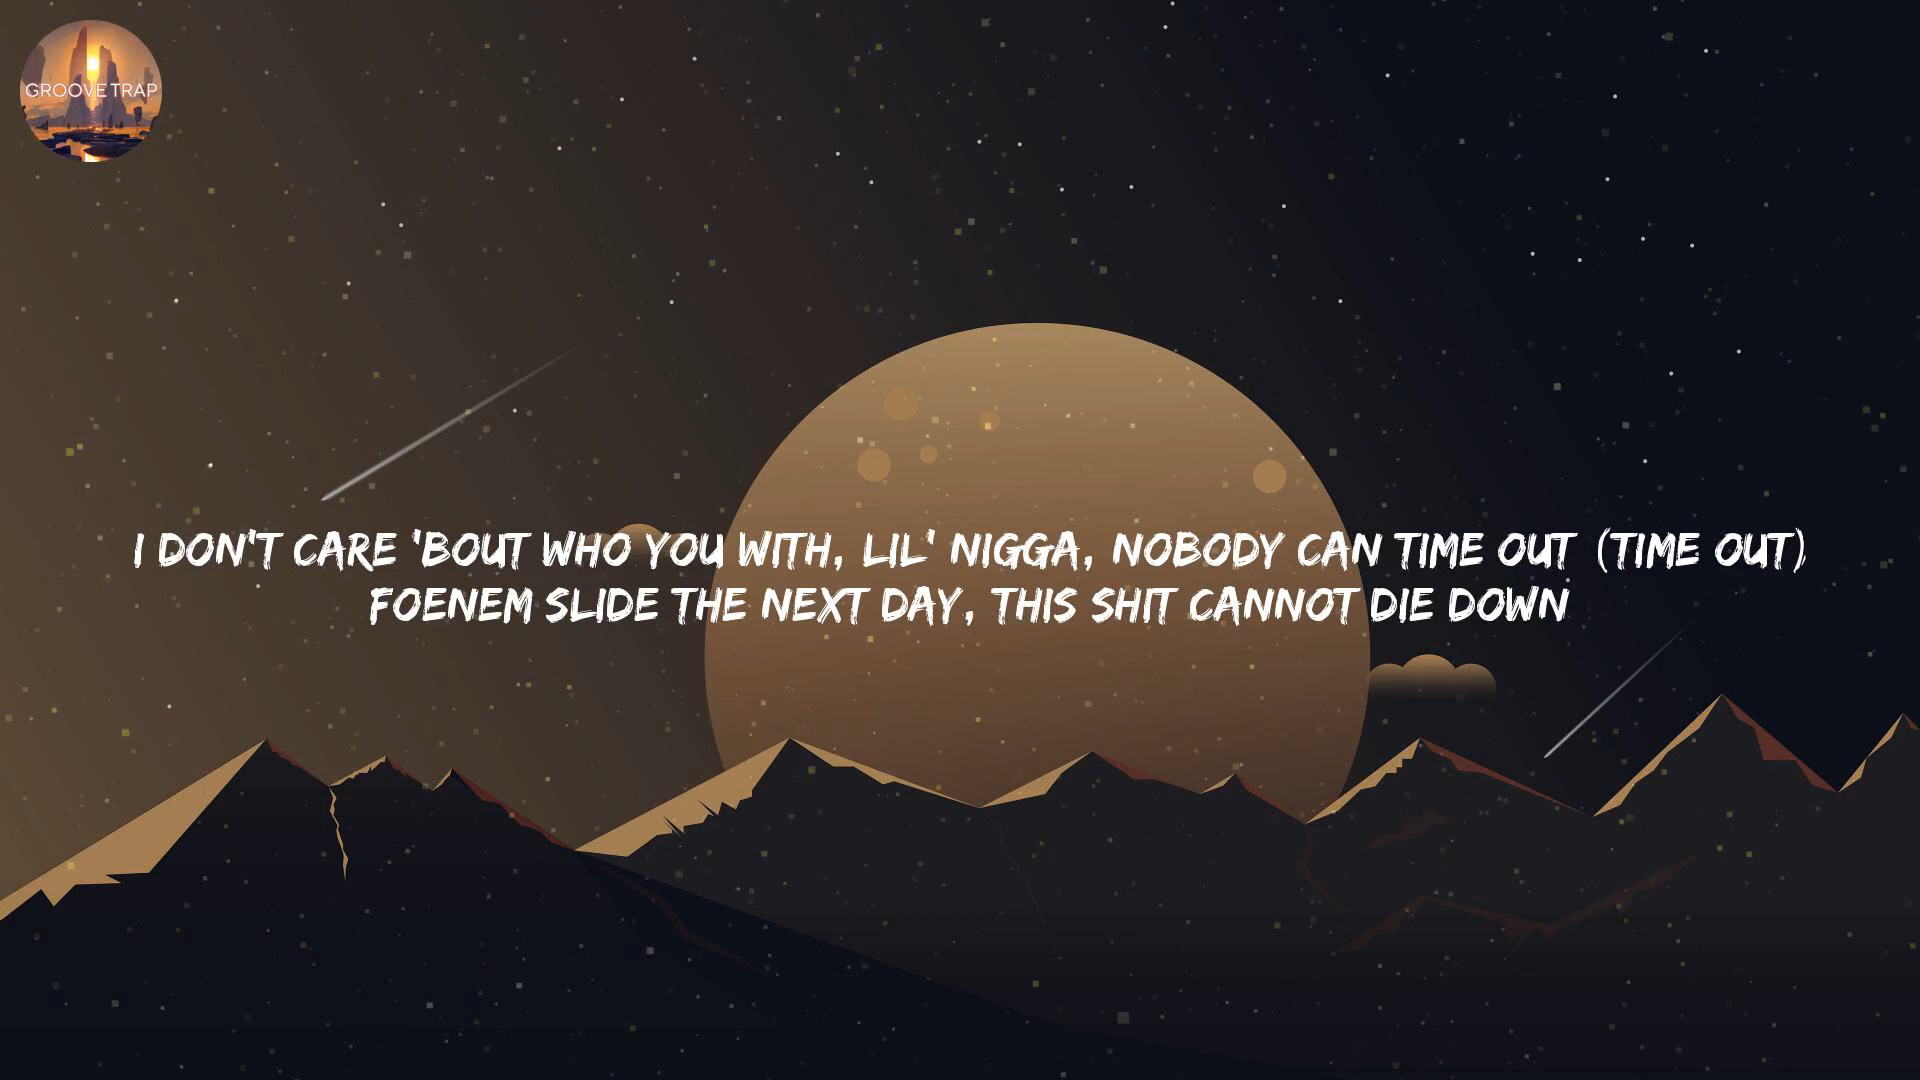 GROOVE TRAP
I DON'T CARE 'BOUT WHO YOU WITH, LIL' NIGGA, NOBODY CAN TIME OUT (TIME OUT)
FOENEM SLIDE THE NEXT DAY, THIS SHIT CANNOT DIE DOWN